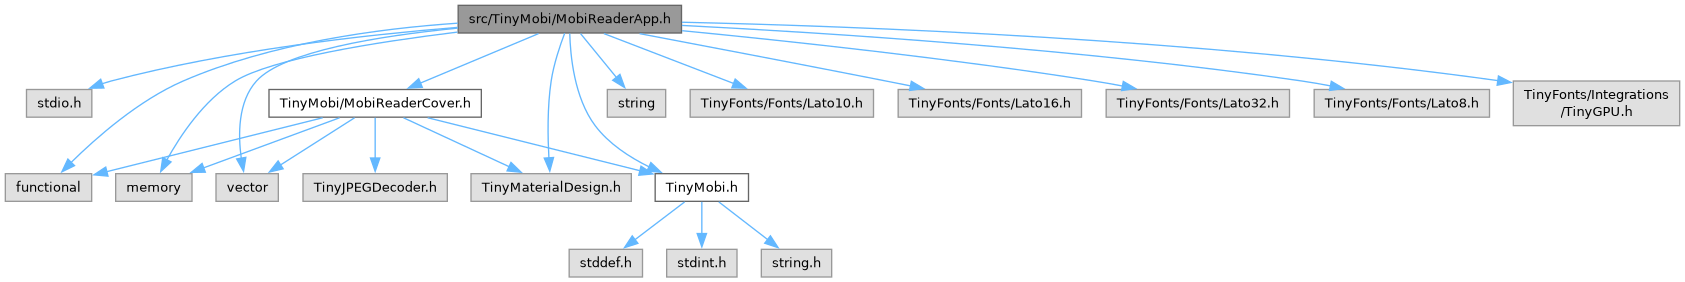 src/TinyMobi/MobiReaderApp.h
stdio.h
TinyMobi/MobiReaderCover.h
string
TinyFonts/Fonts/Lato10.h
TinyFonts/Fonts/Lato16.h
TinyFonts/Fonts/Lato32.h
TinyFonts/Fonts/Lato8.h
TinyFonts/Integrations
/TinyGPU.h
functional
memory
vector
TinyJPEGDecoder.h
TinyMaterialDesign.h
TinyMobi.h
stddef.h
stdint.h
string.h